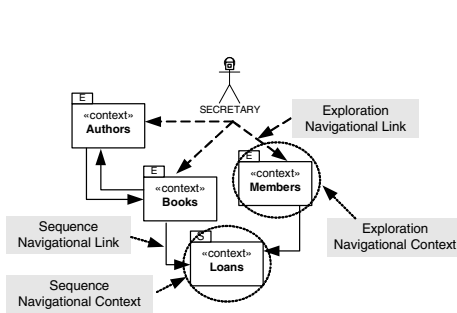 SECRETARY
E
«context»
Authors
Exploration
Navigational Link
E
«context»
Members
E
«context»
Books
Sequence
Navigational Link
Exploration
Navigational Context
S
«context»
Loans
Sequence
Navigational Context